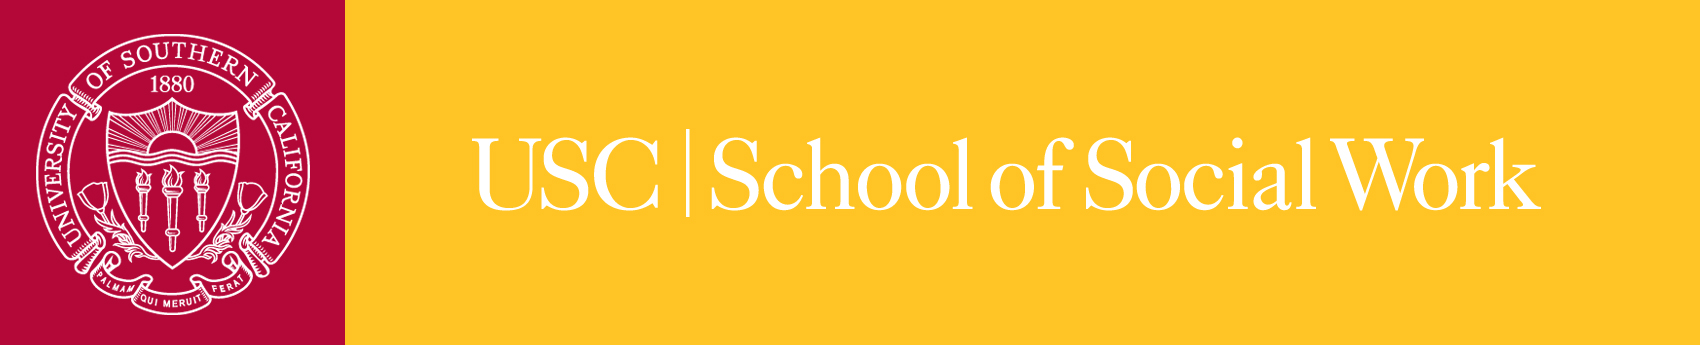 UNIVERSITY OF SOUTHERN CALIFORNIA
1880
PALMAM QUI MERUIT FERAT
USC | School of Social Work